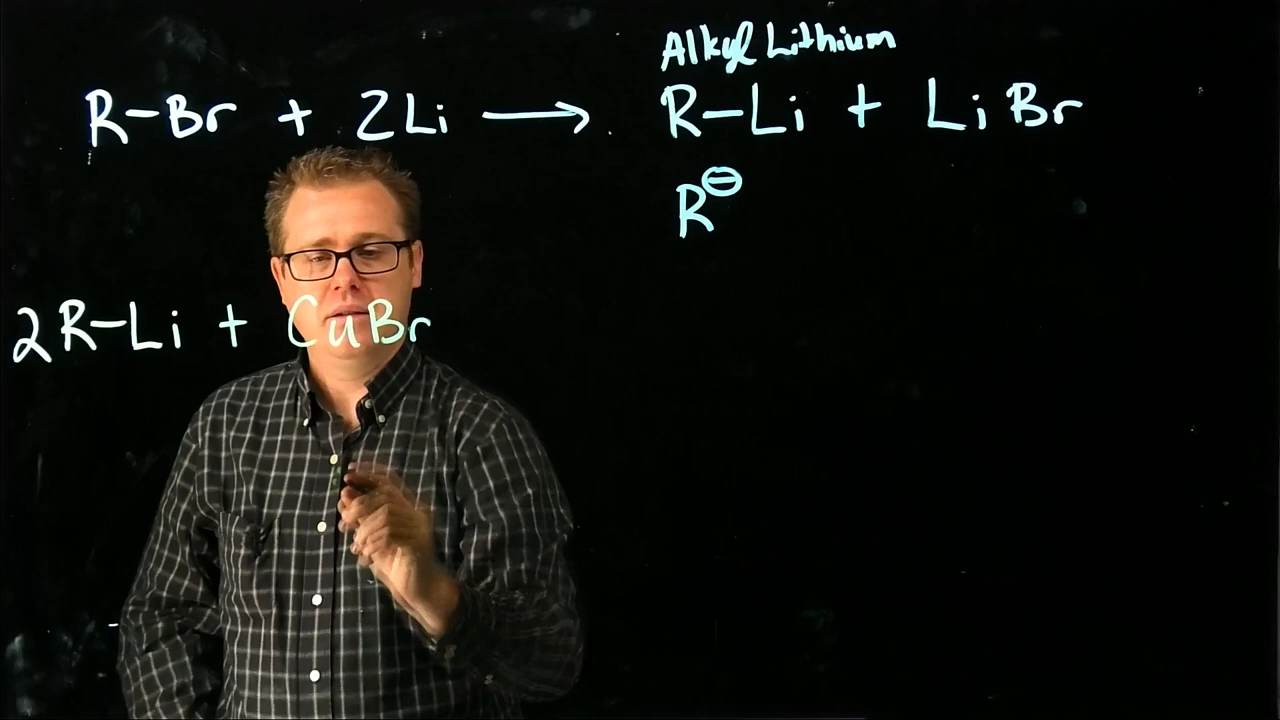 Alkyl Lithium
R-Br + 2Li ⟶ R-Li + LiBr
R⊖
2R-Li + CuBr